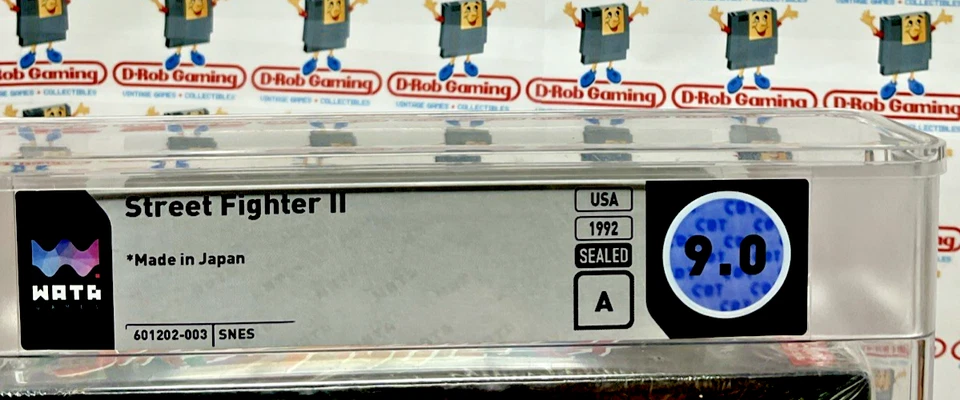 D-Rob Gaming D-Rob Gaming D-Rob Gaming D-Rob Gaming D-Rob Gaming D-Rob Gaming
VINTAGE GAMES + COLLECTIBLES
D-Rob Gaming
Street Fighter II
*Made in Japan
601202-003 SNES
USA
1992
SEALED
A
9.0
WATA
GAMES